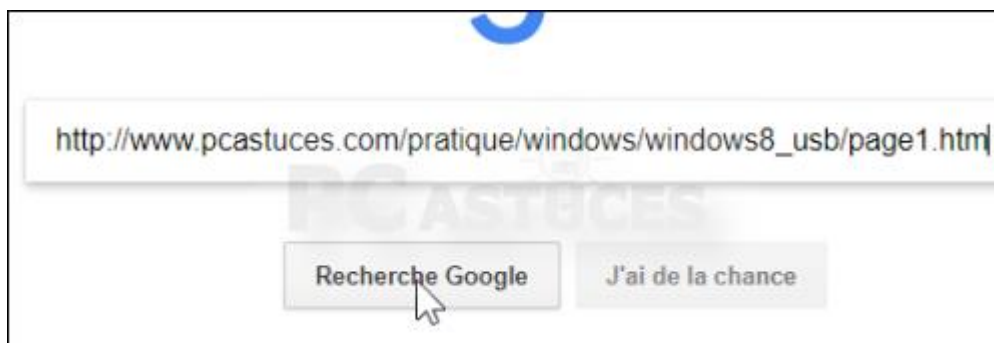 http://www.pcastuces.com/pratique/windows/windows8_usb/page1.htm
PC ASTUCES
Recherche Google
J'ai de la chance